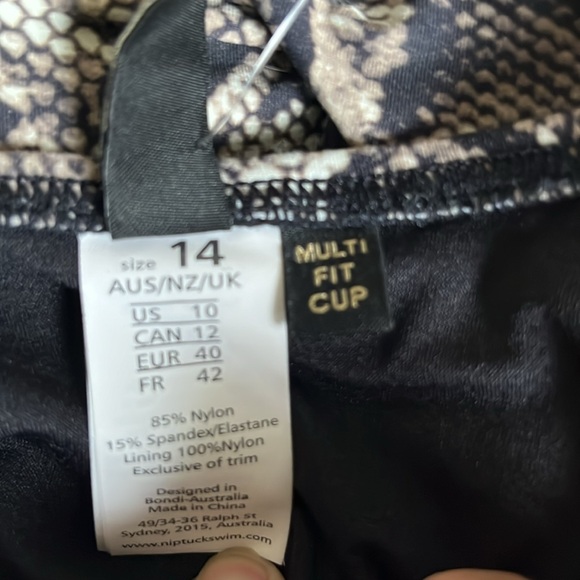 size 14
AUS/NZ/UK
US 10
CAN 12
EUR 40
FR 42
85% Nylon
15% Spandex/Elastane
Lining 100%Nylon
Exclusive of trim
Designed in
Bondi-Australia
Made in China
49/34-36 Ralph St
Sydney, 2015, Australia
www.niptuckswim.com
MULTI
FIT
CUP